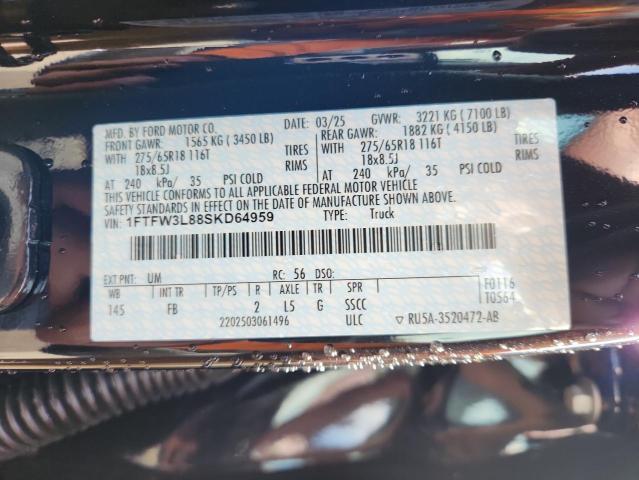 MFD. BY FORD MOTOR CO. DATE: 03/25 GVWR: 3221 KG ( 7100 LB)
FRONT GAWR: 1565 KG ( 3450 LB) REAR GAWR: 1882 KG ( 4150 LB)
WITH 275/65R18 116T TIRES WITH 275/65R18 116T TIRES
18x8.5J RIMS 18x8.5J RIMS
AT 240 kPa/ 35 PSI COLD AT 240 kPa/ 35 PSI COLD
THIS VEHICLE CONFORMS TO ALL APPLICABLE FEDERAL MOTOR VEHICLE
SAFETY STANDARDS IN EFFECT ON THE DATE OF MANUFACTURE SHOWN ABOVE.
VIN: 1FTFW3L88SKD64959 TYPE: Truck
EXT PNT: UM RC: 56 DSO:
WB INT TR TP/PS R AXLE TR SPR F0116
145 FB 2 L5 G SSCC T0S64
2202503061496 ULC ▽ RU5A-3520472-AB